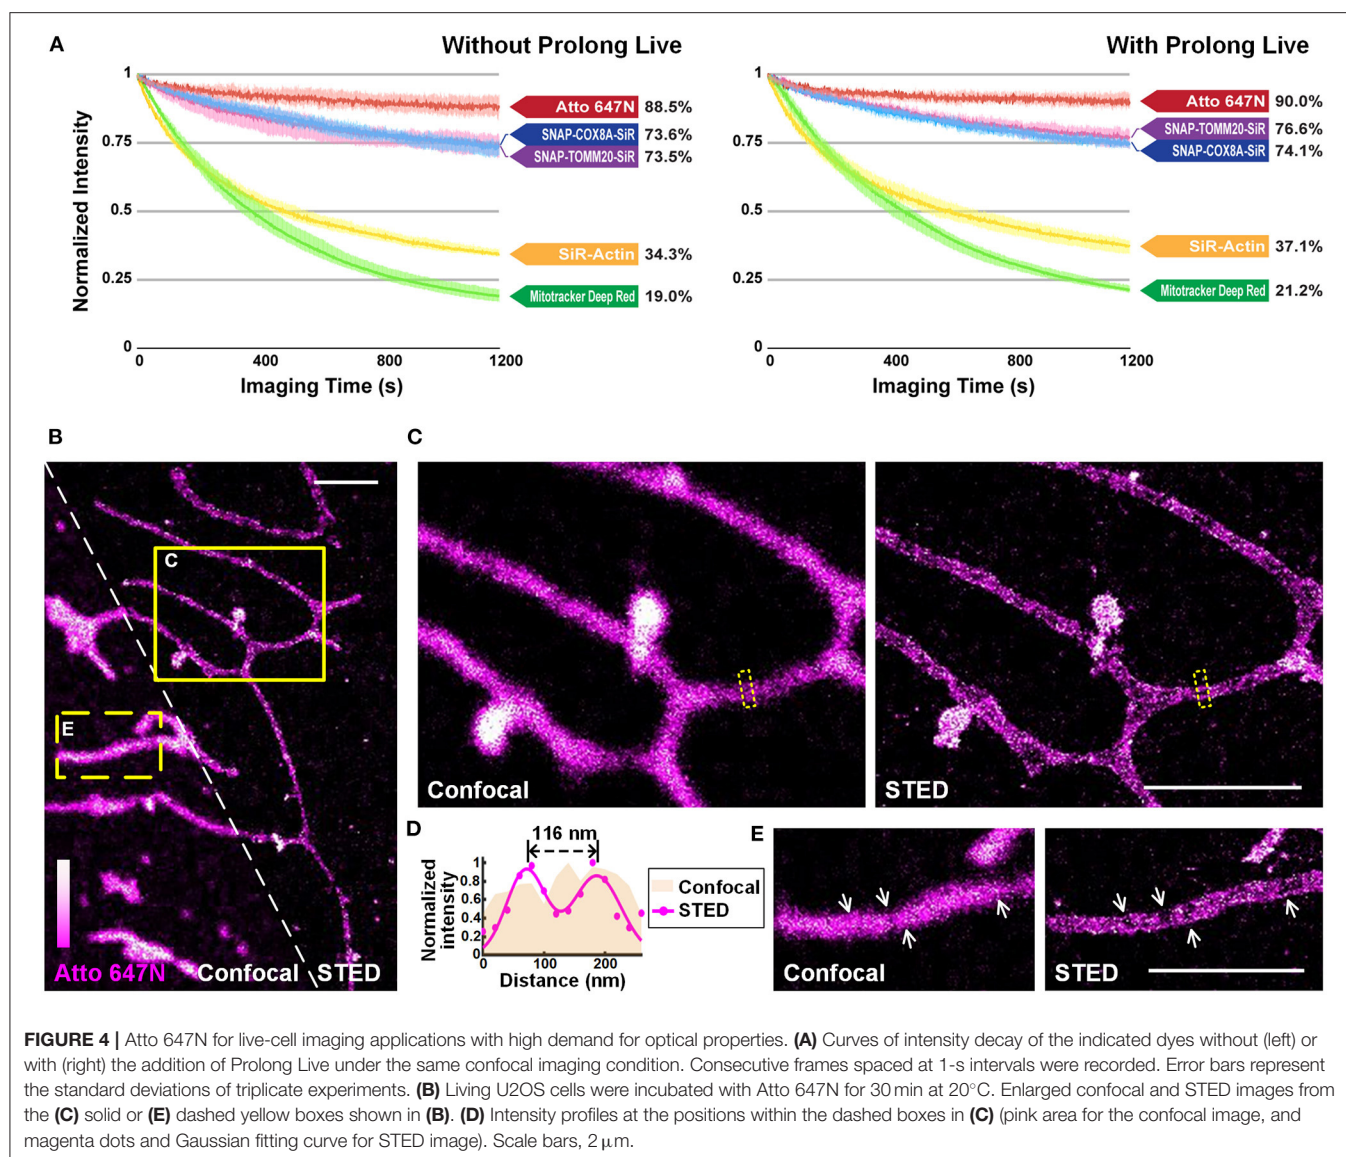 A
Without Prolong Live
With Prolong Live
Normalized Intensity
1
0.75
0.5
0.25
0
0
400
800
1200
Imaging Time (s)
Atto 647N 88.5%
SNAP-COX8A-SiR 73.6%
SNAP-TOMM20-SiR 73.5%
SiR-Actin 34.3%
Mitotracker Deep Red 19.0%
1
0.75
0.5
0.25
0
0
400
800
1200
Imaging Time (s)
Atto 647N 90.0%
SNAP-TOMM20-SiR 76.6%
SNAP-COX8A-SiR 74.1%
SiR-Actin 37.1%
Mitotracker Deep Red 21.2%
B
C
E
Atto 647N
Confocal
STED
C
Confocal
STED
D
116 nm
Normalized
intensity
1
0.8
0.6
0.4
0.2
0
0
100
200
Distance (nm)
Confocal
STED
E
Confocal
STED
FIGURE 4 | Atto 647N for live-cell imaging applications with high demand for optical properties. (A) Curves of intensity decay of the indicated dyes without (left) or
with (right) the addition of Prolong Live under the same confocal imaging condition. Consecutive frames spaced at 1-s intervals were recorded. Error bars represent
the standard deviations of triplicate experiments. (B) Living U2OS cells were incubated with Atto 647N for 30 min at 20°C. Enlarged confocal and STED images from
the (C) solid or (E) dashed yellow boxes shown in (B). (D) Intensity profiles at the positions within the dashed boxes in (C) (pink area for the confocal image, and
magenta dots and Gaussian fitting curve for STED image). Scale bars, 2 μm.